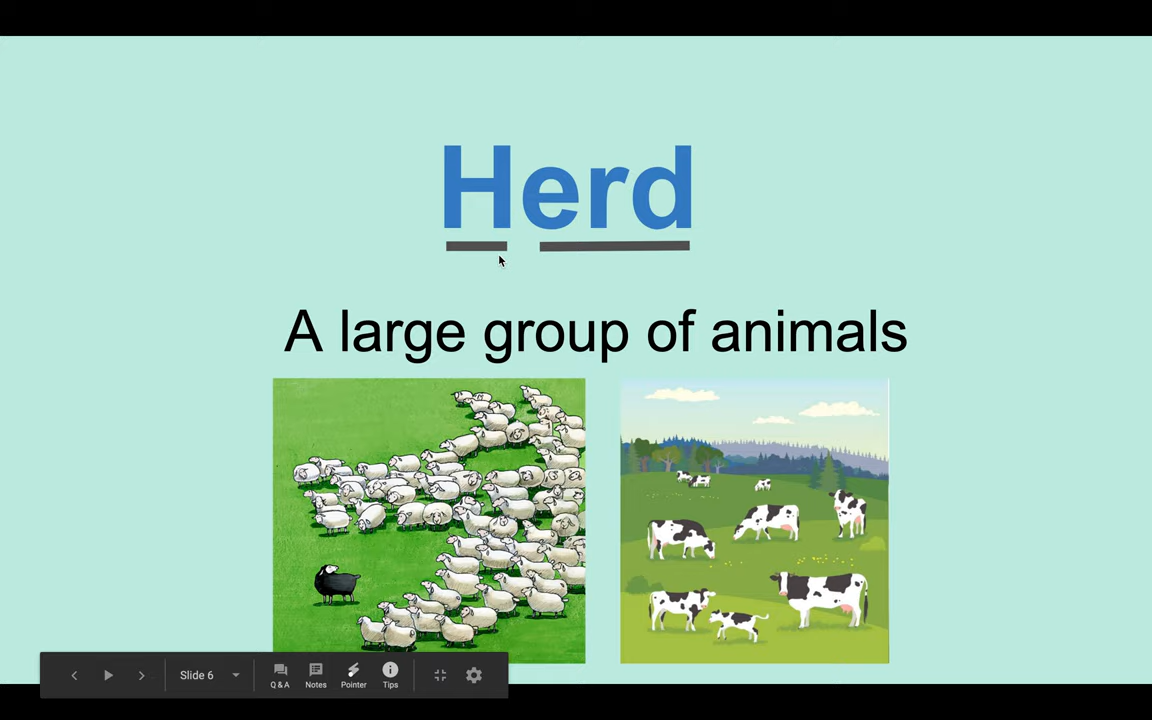 Herd
A large group of animals
Slide 6
Q & A Notes Pointer Tips